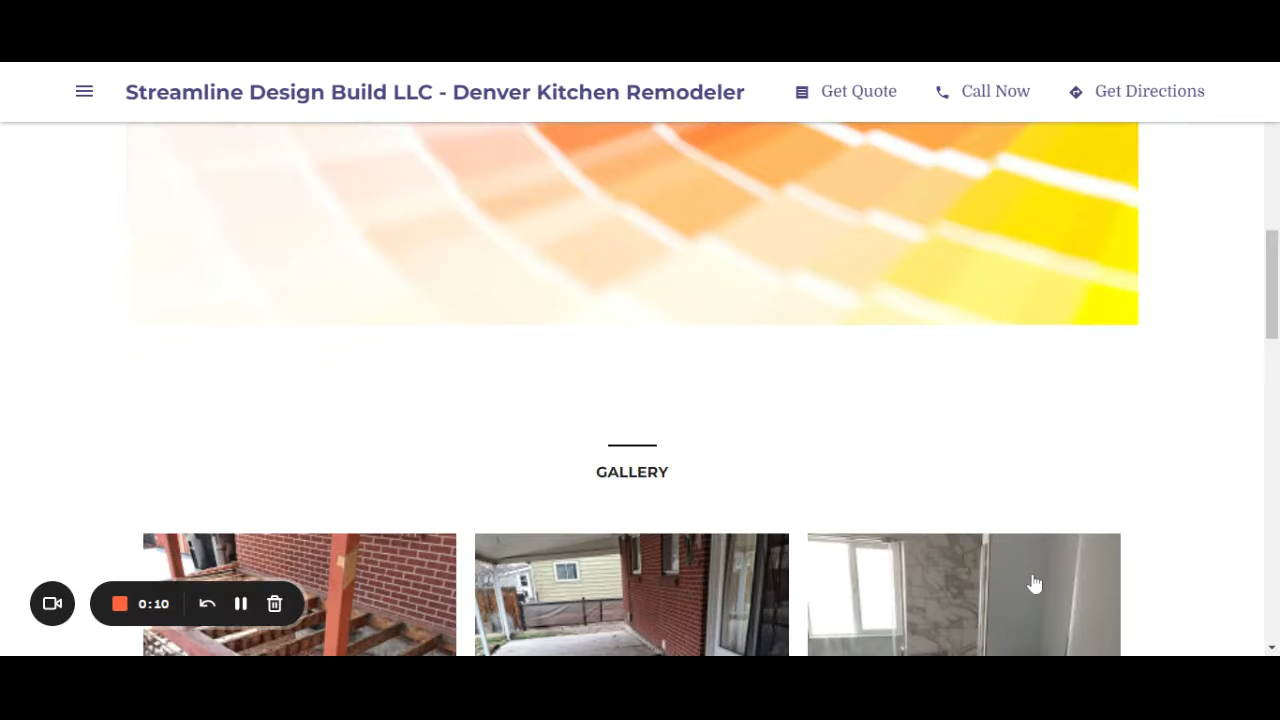 Streamline Design Build LLC - Denver Kitchen Remodeler
Get Quote
Call Now
Get Directions
GALLERY
0:10